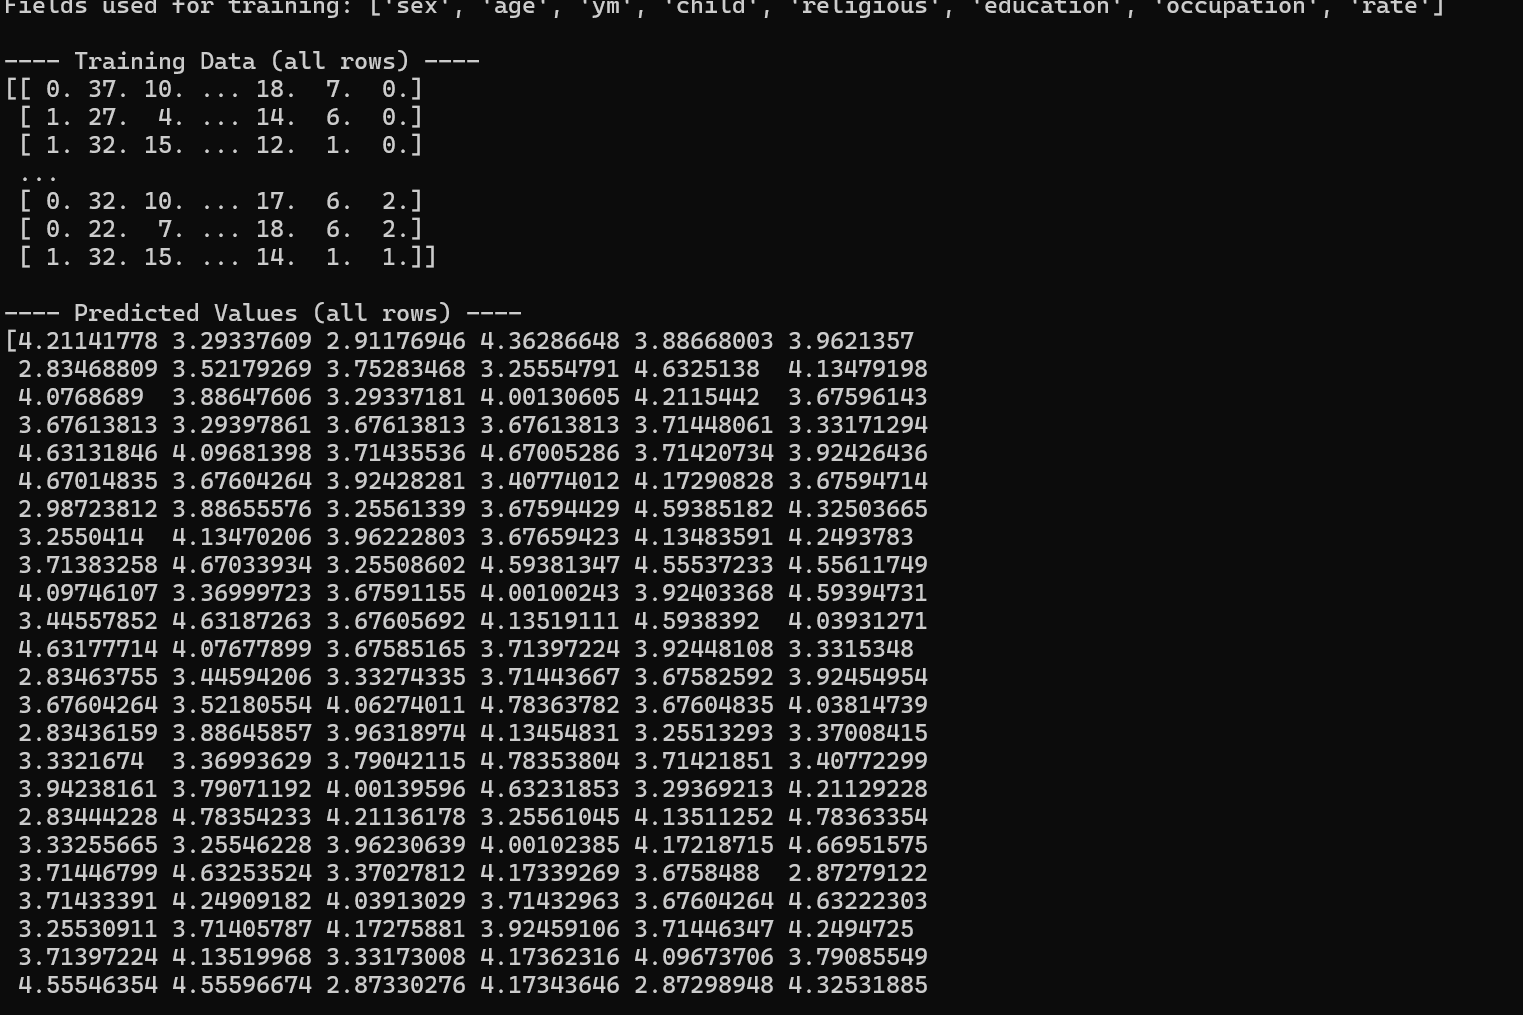 Fields used for training: ['sex', 'age', 'ym', 'child', 'religious', 'education', 'occupation', 'rate']
---- Training Data (all rows) ----
[[ 0. 37. 10. ... 18.  7.  0.]
 [ 1. 27.  4. ... 14.  6.  0.]
 [ 1. 32. 15. ... 12.  1.  0.]
 ...
 [ 0. 32. 10. ... 17.  6.  2.]
 [ 0. 22.  7. ... 18.  6.  2.]
 [ 1. 32. 15. ... 14.  1.  1.]]
---- Predicted Values (all rows) ----
[4.21141778 3.29337609 2.91176946 4.36286648 3.88668003 3.9621357
 2.83468809 3.52179269 3.75283468 3.25554791 4.6325138  4.13479198
 4.0768689  3.88647606 3.29337181 4.00130605 4.2115442  3.67596143
 3.67613813 3.29397861 3.67613813 3.67613813 3.71448061 3.33171294
 4.63131846 4.09681398 3.71435536 4.67005286 3.71420734 3.92426436
 4.67014835 3.67604264 3.92428281 3.40774012 4.17290828 3.67594714
 2.98723812 3.88655576 3.25561339 3.67594429 4.59385182 4.32503665
 3.2550414  4.13470206 3.96222803 3.67659423 4.13483591 4.2493783
 3.71383258 4.67033934 3.25508602 4.59381347 4.55537233 4.55611749
 4.09746107 3.36999723 3.67591155 4.00100243 3.92403368 4.59394731
 3.44557852 4.63187263 3.67605692 4.13519111 4.5938392  4.03931271
 4.63177714 4.07677899 3.67585165 3.71397224 3.92448108 3.3315348
 2.83463755 3.44594206 3.33274335 3.71443667 3.67582592 3.92454954
 3.67604264 3.52180554 4.06274011 4.78363782 3.67604835 4.03814739
 2.83436159 3.88645857 3.96318974 4.13454831 3.25513293 3.37008415
 3.3321674  3.36993629 3.79042115 4.78353804 3.71421851 3.40772299
 3.94238161 3.79071192 4.00139596 4.63231853 3.29369213 4.21129228
 2.83444228 4.78354233 4.21136178 3.25561045 4.13511252 4.78363354
 3.33255665 3.25546228 3.96230639 4.00102385 4.17218715 4.66951575
 3.71446799 4.63253524 3.37027812 4.17339269 3.6758488  2.87279122
 3.71433391 4.24909182 4.03913029 3.71432963 3.67604264 4.63222303
 3.25530911 3.71405787 4.17275881 3.92459106 3.71446347 4.2494725
 3.71397224 4.13519968 3.33173008 4.17362316 4.09673706 3.79085549
 4.55546354 4.55596674 2.87330276 4.17343646 2.87298948 4.32531885